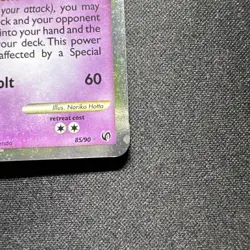 your attack), you may
ck and your opponent
into your hand and the
our deck. This power
affected by a Special
olt 60
Illus. Noriko Hotta
retreat cost
85/90
endo